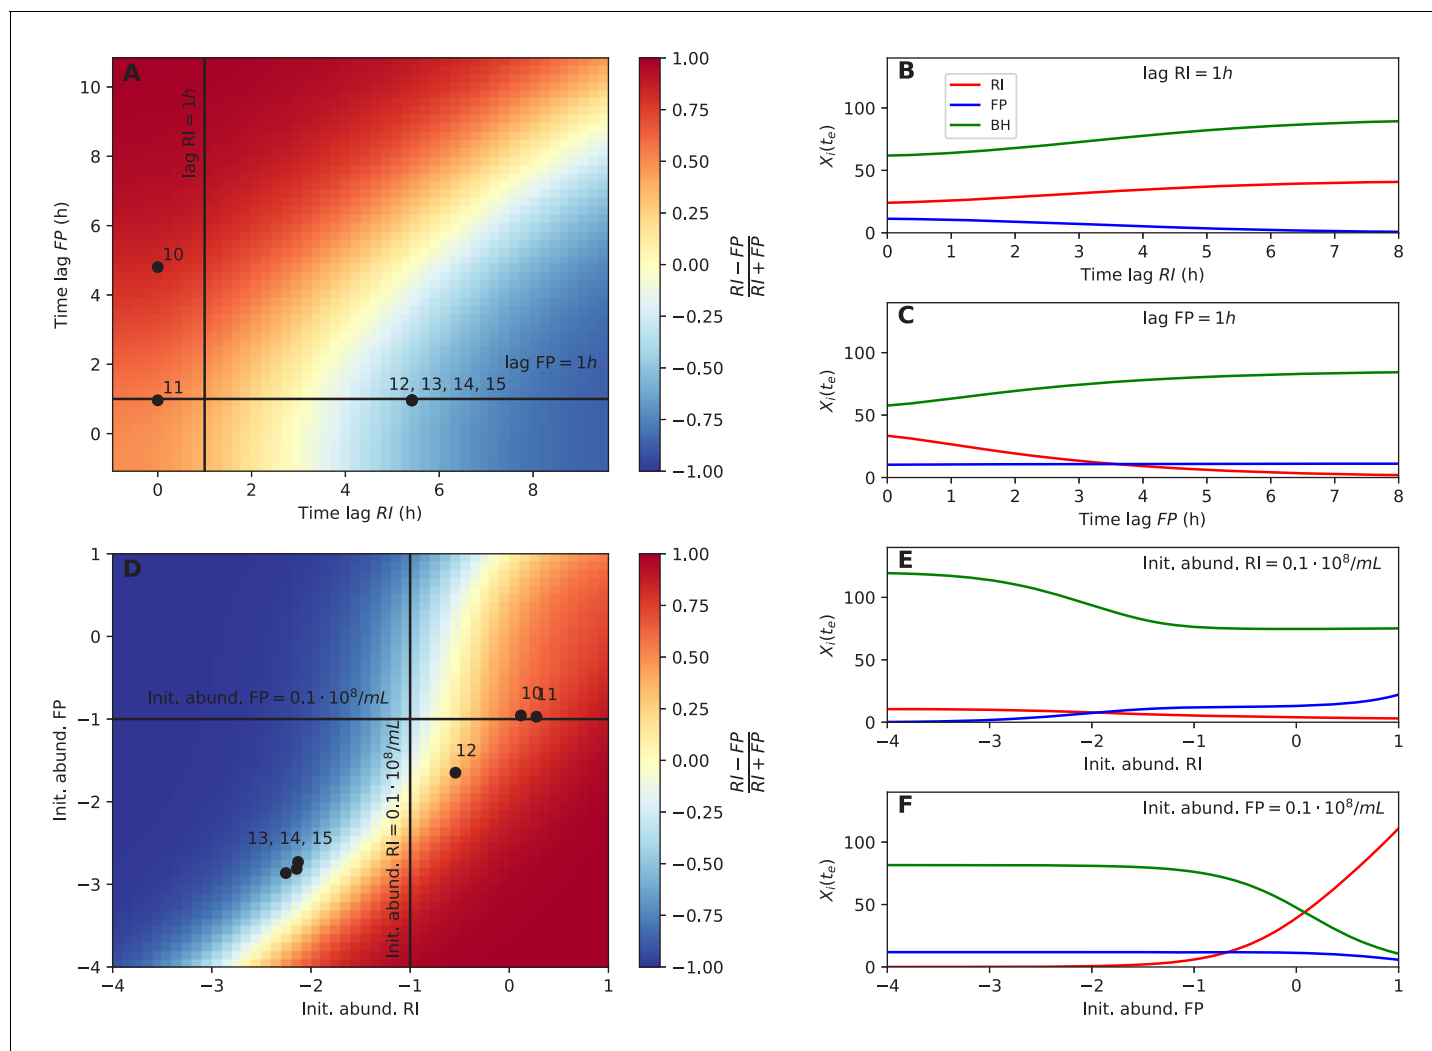 A
lag RI = 1h
10
11
12, 13, 14, 15
lag FP = 1h
10
8
6
4
2
0
Time lag FP (h)
0
2
4
6
8
Time lag RI (h)
1.00
0.75
0.50
0.25
0.00
−0.25
−0.50
−0.75
−1.00
RI − FP
RI + FP
B
lag RI = 1h
RI
FP
BH
100
50
0
X_i(t_e)
0
1
2
3
4
5
6
7
8
Time lag RI (h)
C
lag FP = 1h
100
50
0
X_i(t_e)
0
1
2
3
4
5
6
7
8
Time lag FP (h)
D
Init. abund. FP = 0.1 · 10^8/mL
Init. abund. RI = 0.1 · 10^8/mL
10
11
12
13, 14, 15
1
0
−1
−2
−3
−4
Init. abund. FP
−4
−3
−2
−1
0
1
Init. abund. RI
1.00
0.75
0.50
0.25
0.00
−0.25
−0.50
−0.75
−1.00
RI − FP
RI + FP
E
Init. abund. RI = 0.1 · 10^8/mL
100
50
0
X_i(t_e)
−4
−3
−2
−1
0
1
Init. abund. RI
F
Init. abund. FP = 0.1 · 10^8/mL
100
50
0
X_i(t_e)
−4
−3
−2
−1
0
1
Init. abund. FP